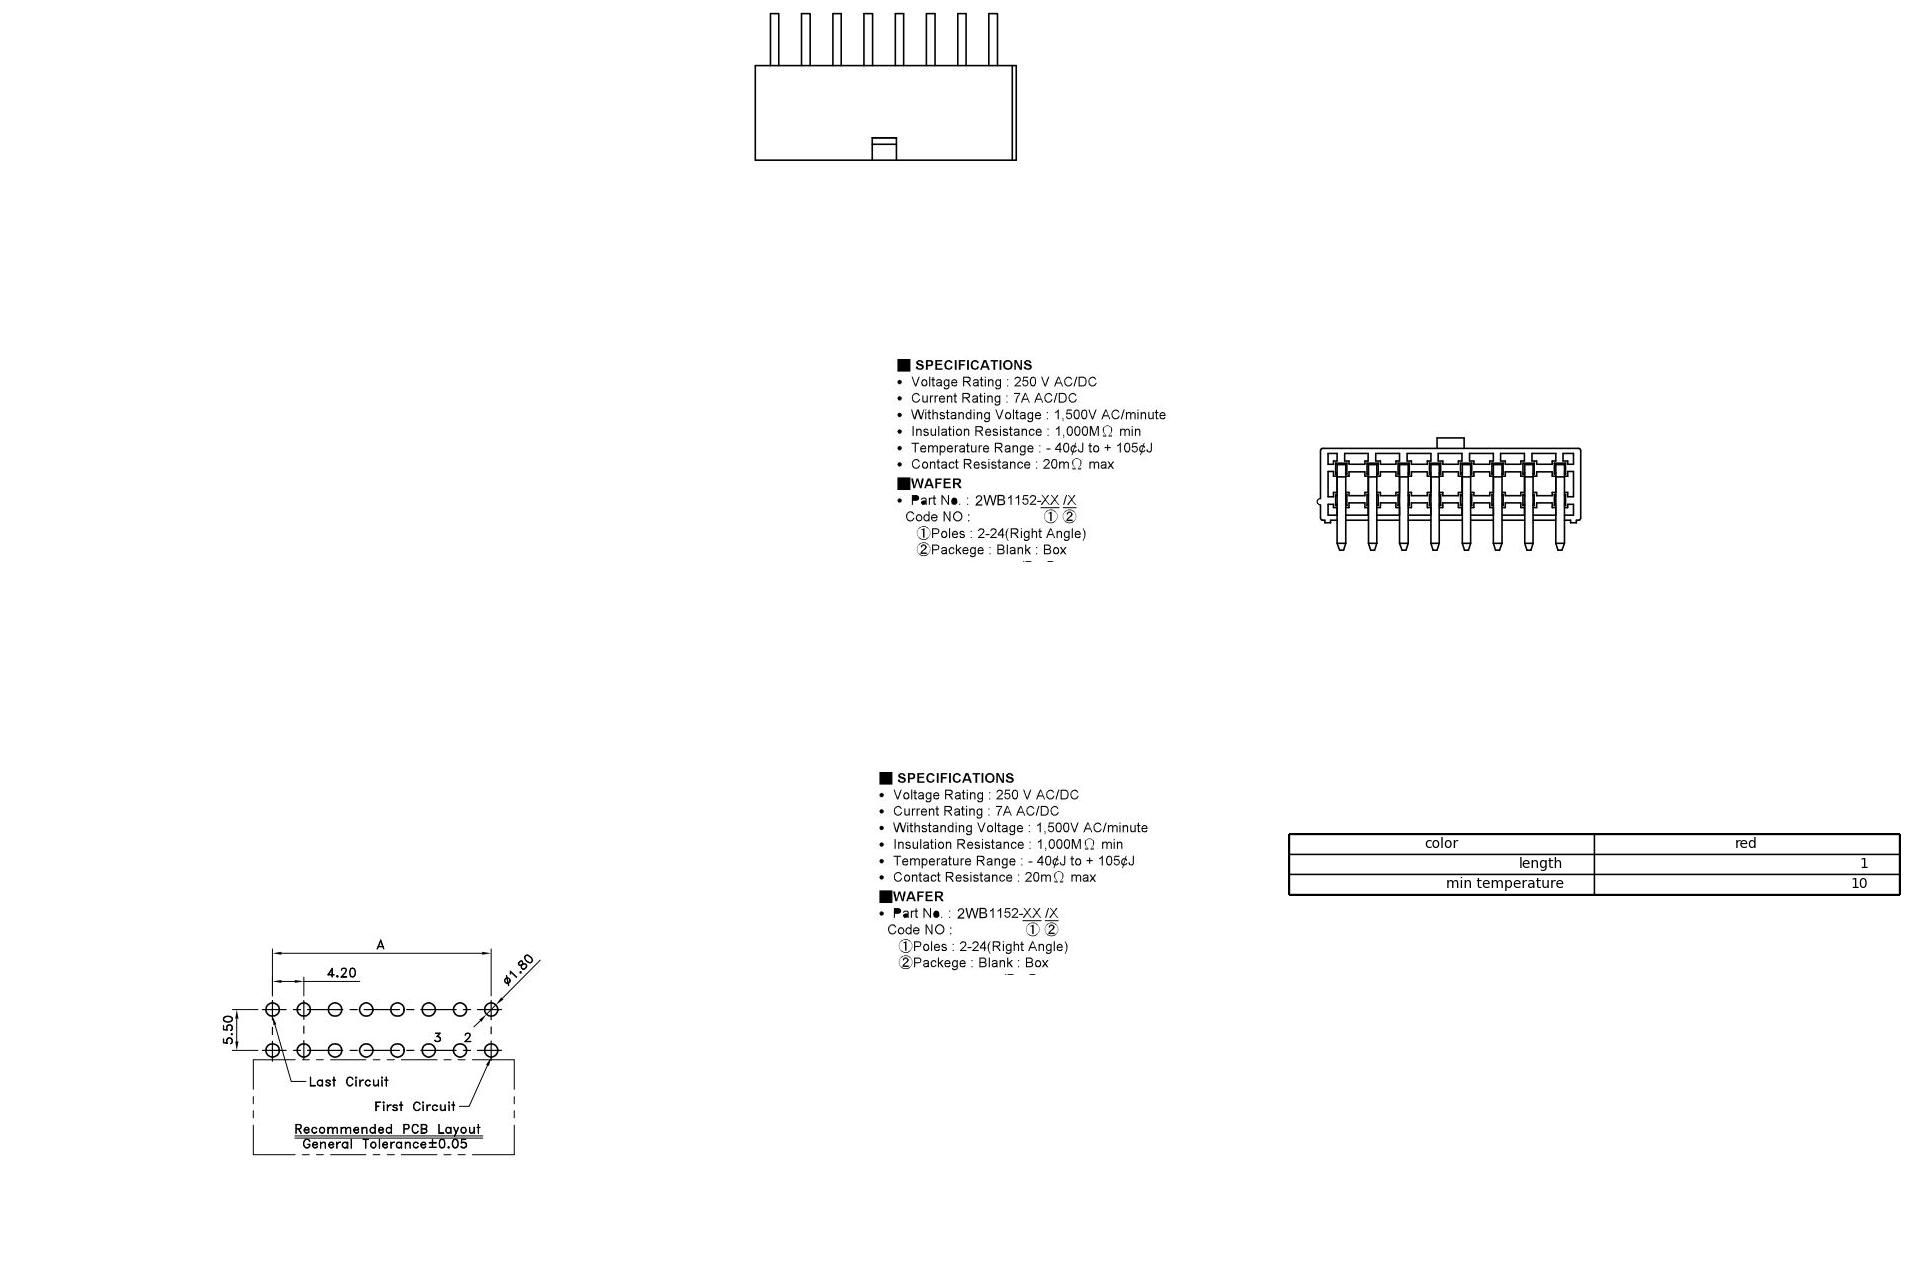 ■ SPECIFICATIONS
• Voltage Rating : 250 V AC/DC
• Current Rating : 7A AC/DC
• Withstanding Voltage : 1,500V AC/minute
• Insulation Resistance : 1,000MΩ min
• Temperature Range : - 40¢J to + 105¢J
• Contact Resistance : 20mΩ max
■WAFER
• Part No. : 2WB1152-XX /X
Code NO : ① ②
①Poles : 2-24(Right Angle)
②Packege : Blank : Box
■ SPECIFICATIONS
• Voltage Rating : 250 V AC/DC
• Current Rating : 7A AC/DC
• Withstanding Voltage : 1,500V AC/minute
• Insulation Resistance : 1,000MΩ min
• Temperature Range : - 40¢J to + 105¢J
• Contact Resistance : 20mΩ max
■WAFER
• Part No. : 2WB1152-XX /X
Code NO : ① ②
①Poles : 2-24(Right Angle)
②Packege : Blank : Box
color red
length 1
min temperature 10
A
4.20
ø1.80
5.50
3 2
Last Circuit
First Circuit
Recommended PCB Layout
General Tolerance±0.05